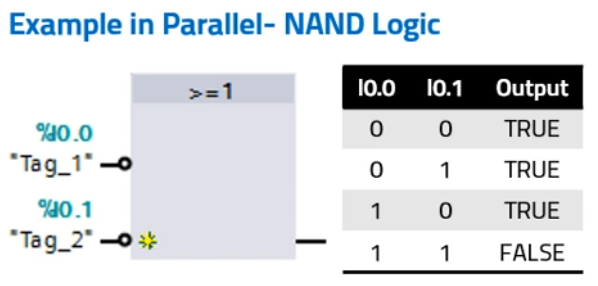 Example in Parallel- NAND Logic
>=1
%I0.0
"Tag_1"
%I0.1
"Tag_2"
I0.0 I0.1 Output
0 0 TRUE
0 1 TRUE
1 0 TRUE
1 1 FALSE